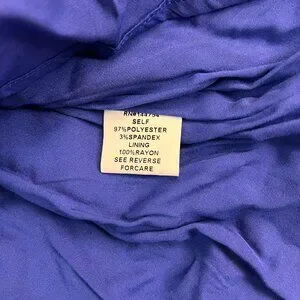 SELF
97%POLYESTER
3%SPANDEX
LINING
100%RAYON
SEE REVERSE
FORCARE